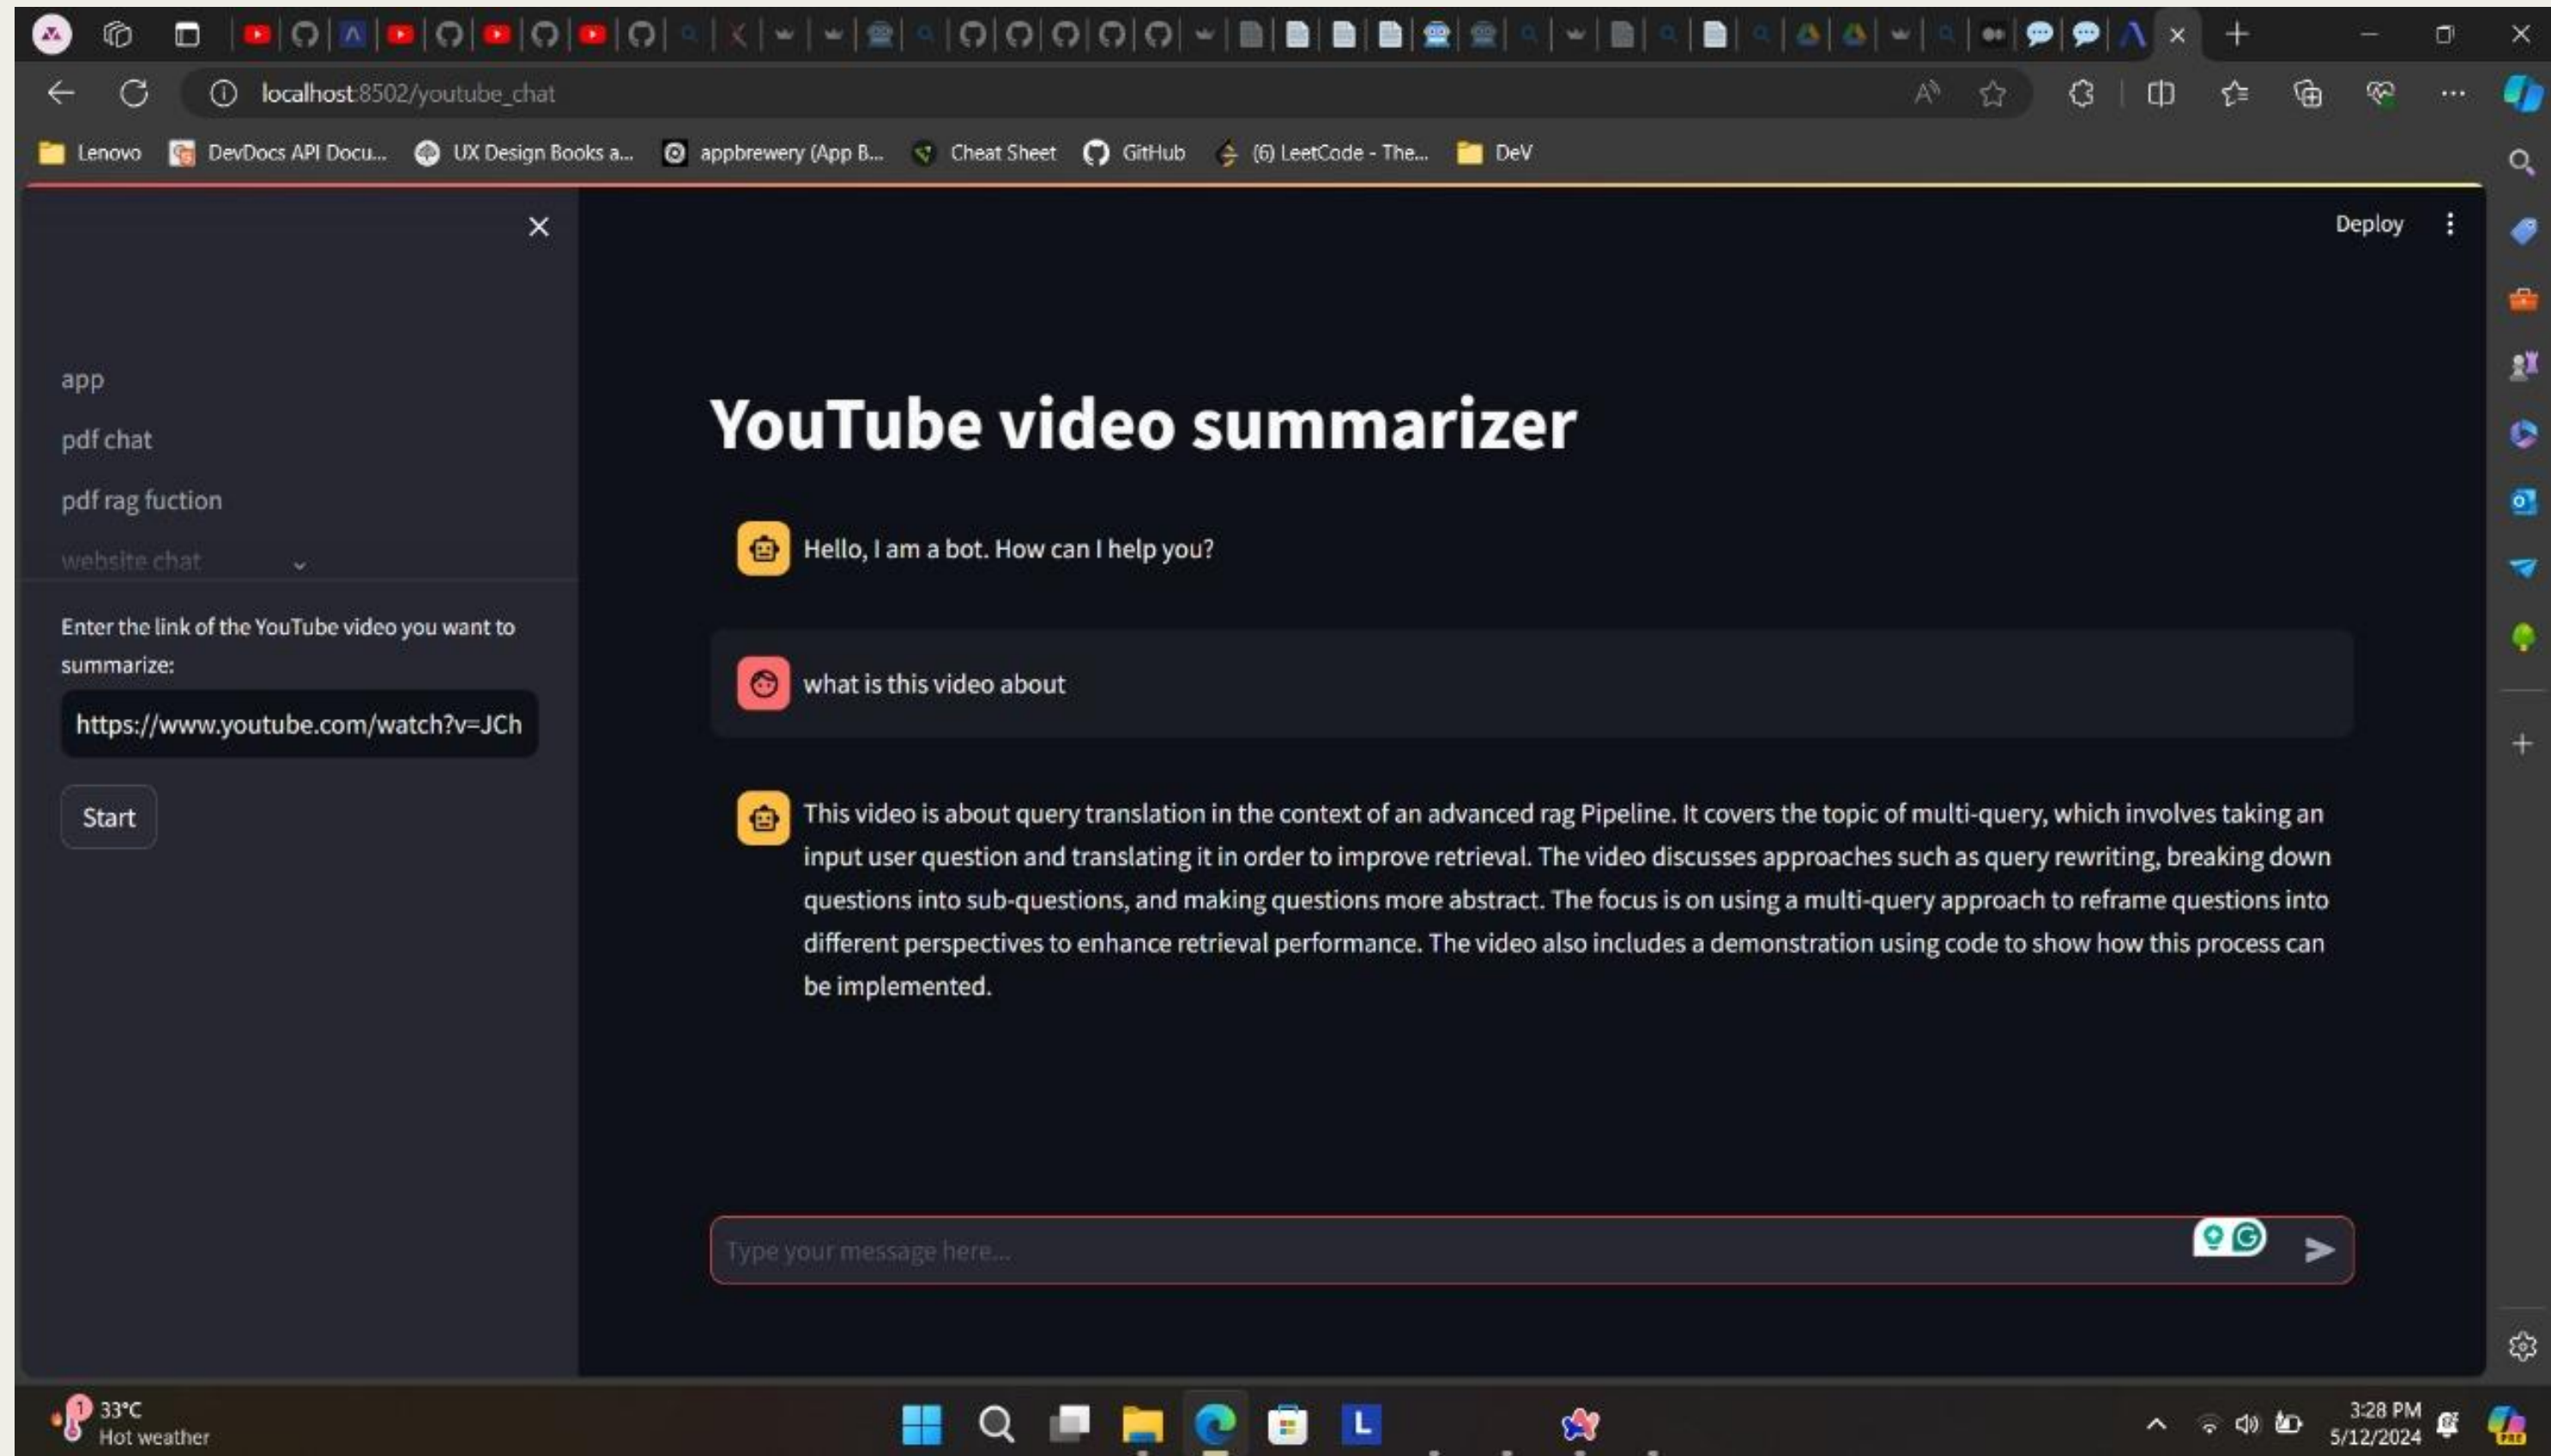 localhost:8502/youtube_chat
Lenovo DevDocs API Docu... UX Design Books a... appbrewery (App B... Cheat Sheet GitHub (6) LeetCode - The... DeV
Deploy
app
pdf chat
pdf rag fuction
website chat
Enter the link of the YouTube video you want to
summarize:
https://www.youtube.com/watch?v=JCh
Start
YouTube video summarizer
Hello, I am a bot. How can I help you?
what is this video about
This video is about query translation in the context of an advanced rag Pipeline. It covers the topic of multi-query, which involves taking an
input user question and translating it in order to improve retrieval. The video discusses approaches such as query rewriting, breaking down
questions into sub-questions, and making questions more abstract. The focus is on using a multi-query approach to reframe questions into
different perspectives to enhance retrieval performance. The video also includes a demonstration using code to show how this process can
be implemented.
Type your message here...
1
33°C
Hot weather
L
3:28 PM
5/12/2024
PRE